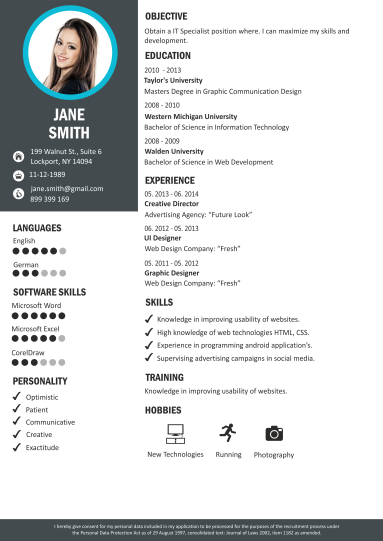 JANE
SMITH
199 Walnut St., Suite 6
Lockport, NY 14094
11-12-1989
jane.smith@gmail.com
899 399 169
LANGUAGES
English
German
SOFTWARE SKILLS
Microsoft Word
Microsoft Excel
CorelDraw
PERSONALITY
Optimistic
Patient
Communicative
Creative
Exactitude
OBJECTIVE
Obtain a IT Specialist position where. I can maximize my skills and
development.
EDUCATION
2010 - 2013
Taylor's University
Masters Degree in Graphic Communication Design
2008 - 2010
Western Michigan University
Bachelor of Science in Information Technology
2008 - 2009
Walden University
Bachelor of Science in Web Development
EXPERIENCE
05. 2013 - 06. 2014
Creative Director
Advertising Agency: “Future Look”
06. 2012 - 05. 2013
UI Designer
Web Design Company: “Fresh”
05. 2011 - 05. 2012
Graphic Designer
Web Design Company: “Fresh”
SKILLS
Knowledge in improving usability of websites.
High knowledge of web technologies HTML, CSS.
Experience in programming android application's.
Supervising advertising campaigns in social media.
TRAINING
Knowledge in improving usability of websites.
HOBBIES
New Technologies Running Photography
I hereby give consent for my personal data included in my application to be processed for the purposes of the recruitment process under
the Personal Data Protection Act as of 29 August 1997, consolidated text: Journal of Laws 2002, item 1182 as amended.